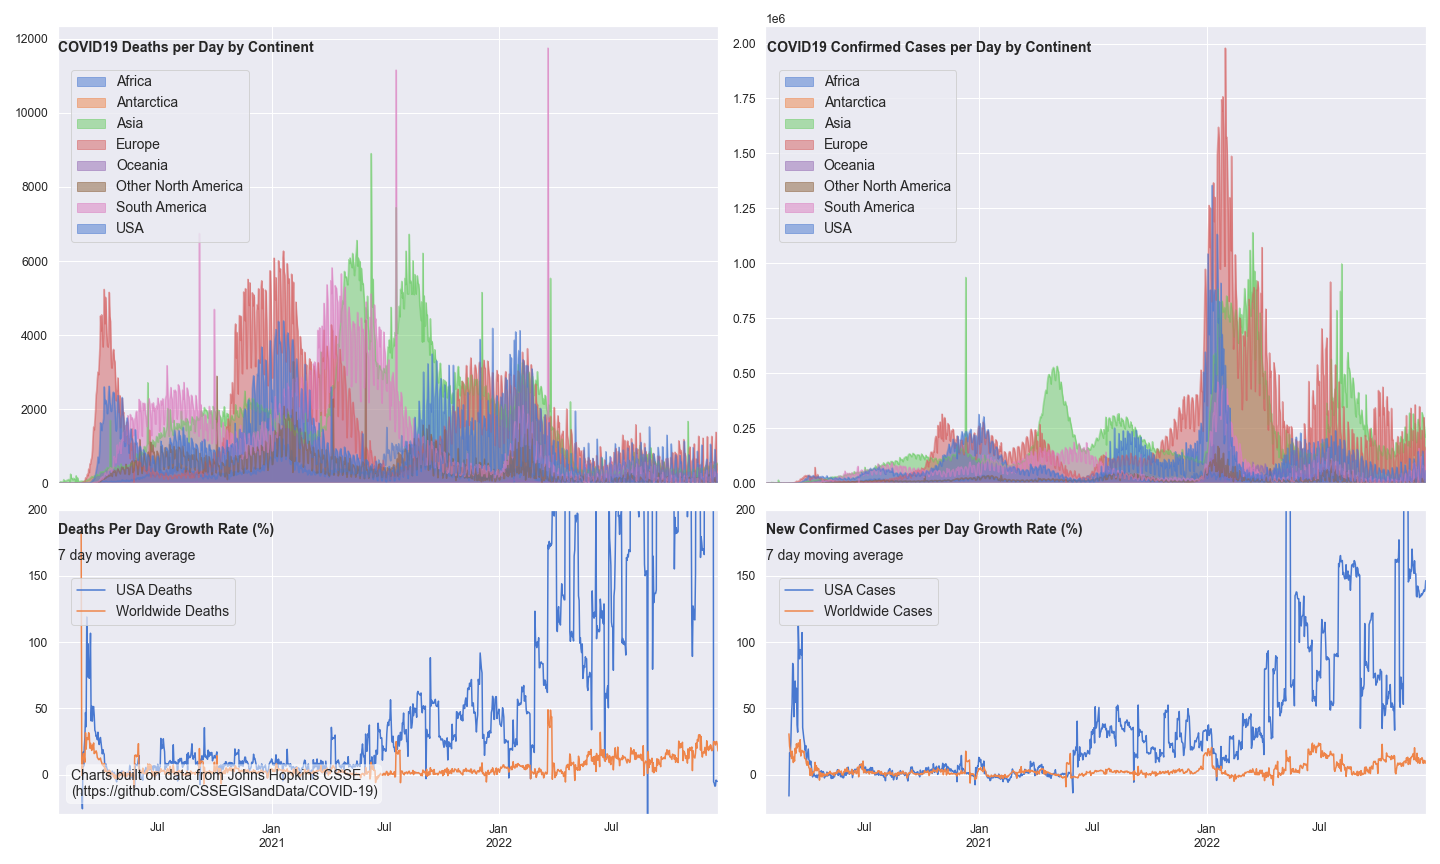 COVID19 Deaths per Day by Continent
12000
10000
8000
6000
4000
2000
0
Africa
Antarctica
Asia
Europe
Oceania
Other North America
South America
USA
1e6
COVID19 Confirmed Cases per Day by Continent
2.00
1.75
1.50
1.25
1.00
0.75
0.50
0.25
0.00
Africa
Antarctica
Asia
Europe
Oceania
Other North America
South America
USA
Deaths Per Day Growth Rate (%)
7 day moving average
USA Deaths
Worldwide Deaths
200
150
100
50
0
Charts built on data from Johns Hopkins CSSE
(https://github.com/CSSEGISandData/COVID-19)
Jul
Jan
2021
Jul
Jan
2022
Jul
New Confirmed Cases per Day Growth Rate (%)
7 day moving average
USA Cases
Worldwide Cases
200
150
100
50
0
Jul
Jan
2021
Jul
Jan
2022
Jul